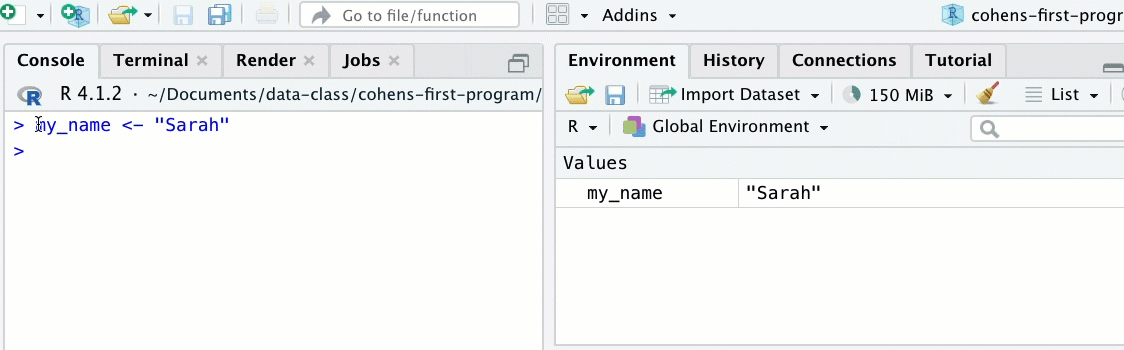 Go to file/function
Addins
cohens-first-progr
Console Terminal Render Jobs
R 4.1.2 · ~/Documents/data-class/cohens-first-program/
> my_name <- "Sarah"
>
Environment History Connections Tutorial
Import Dataset 150 MiB List
R Global Environment
Values
my_name "Sarah"